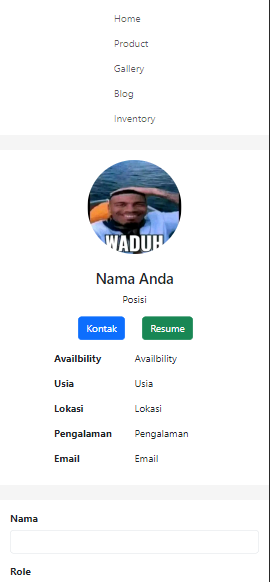 Home
Product
Gallery
Blog
Inventory
WADUH
Nama Anda
Posisi
Kontak Resume
Availbility Availbility
Usia Usia
Lokasi Lokasi
Pengalaman Pengalaman
Email Email
Nama
Role